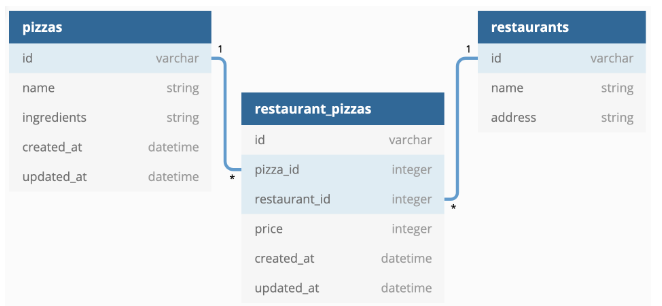 pizzas
id varchar
name string
ingredients string
created_at datetime
updated_at datetime
1
*
restaurant_pizzas
id varchar
pizza_id integer
restaurant_id integer
price integer
created_at datetime
updated_at datetime
1
*
restaurants
id varchar
name string
address string